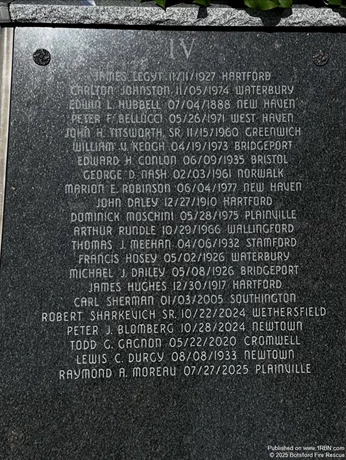 IV
JAMES LEGYT 11/11/1927 HARTFORD
CARLTON JOHNSTON 11/05/1974 WATERBURY
EDWIN L. HUBBELL 07/04/1888 NEW HAVEN
PETER F. BELLUCCI 05/26/1971 WEST HAVEN
JOHN H. TITSWORTH, SR. 11/15/1960 GREENWICH
WILLIAM V. KEOGH 04/19/1973 BRIDGEPORT
EDWARD H. CONLON 06/09/1935 BRISTOL
GEORGE D. NASH 02/03/1961 NORWALK
MARION E. ROBINSON 06/04/1977 NEW HAVEN
JOHN DALEY 12/27/1910 HARTFORD
DOMINICK MOSCHINI 05/28/1975 PLAINVILLE
ARTHUR RUNDLE 10/29/1966 WALLINGFORD
THOMAS J. MEEHAN 04/06/1932 STAMFORD
FRANCIS HOSEY 05/02/1926 WATERBURY
MICHAEL J. DAILEY 05/08/1926 BRIDGEPORT
JAMES HUGHES 12/30/1917 HARTFORD
CARL SHERMAN 01/03/2005 SOUTHINGTON
ROBERT SHARKEVICH SR. 10/22/2024 WETHERSFIELD
PETER J. BLOMBERG 10/28/2024 NEWTOWN
TODD G. GAGNON 05/22/2020 CROMWELL
LEWIS C. DURGY 08/08/1933 NEWTOWN
RAYMOND A. MOREAU 07/27/2025 PLAINVILLE
Published on www.1RBN.com
© 2025 Botsford Fire Rescue